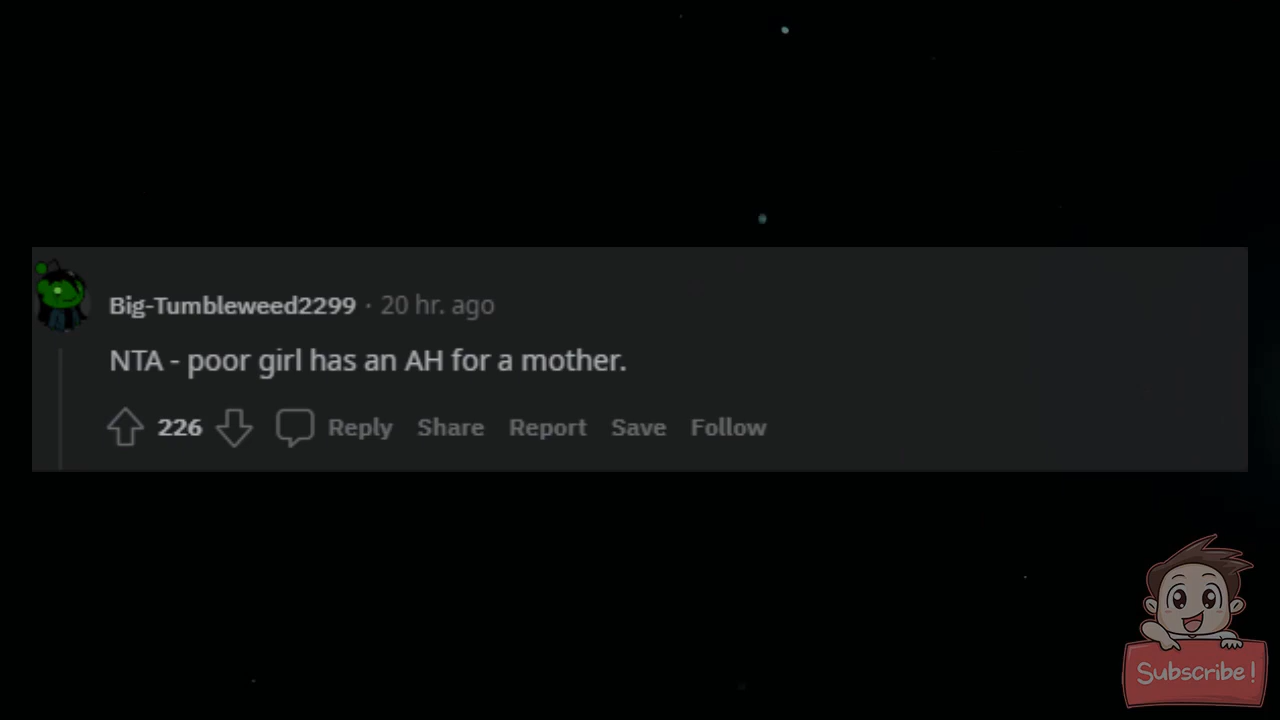 Big-Tumbleweed2299 · 20 hr. ago
NTA - poor girl has an AH for a mother.
226 Reply Share Report Save Follow
Subscribe!